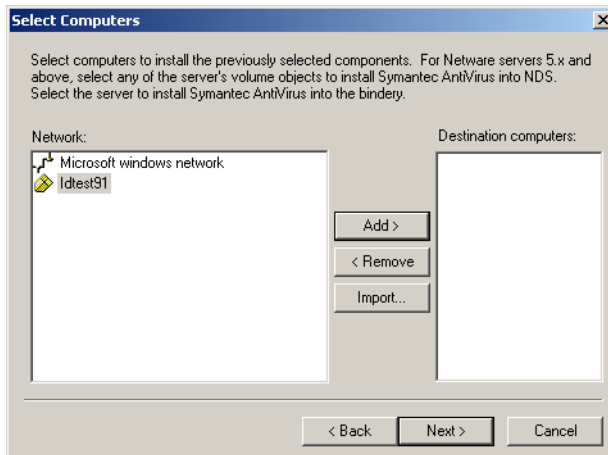 Select Computers
Select computers to install the previously selected components. For Netware servers 5.x and
above, select any of the server's volume objects to install Symantec AntiVirus into NDS.
Select the server to install Symantec AntiVirus into the bindery.
Network:
Destination computers:
Microsoft windows network
Idtest91
Add >
< Remove
Import...
< Back
Next >
Cancel